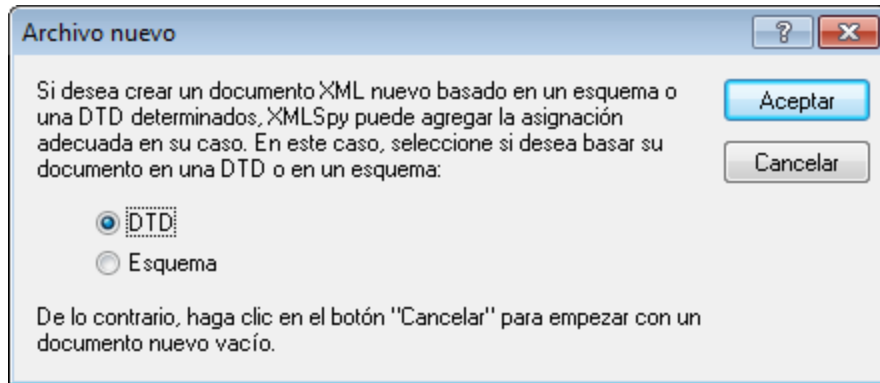 Archivo nuevo
Si desea crear un documento XML nuevo basado en un esquema o
una DTD determinados, XMLSpy puede agregar la asignación
adecuada en su caso. En este caso, seleccione si desea basar su
documento en una DTD o en un esquema:
Aceptar
Cancelar
DTD
Esquema
De lo contrario, haga clic en el botón "Cancelar" para empezar con un
documento nuevo vacío.